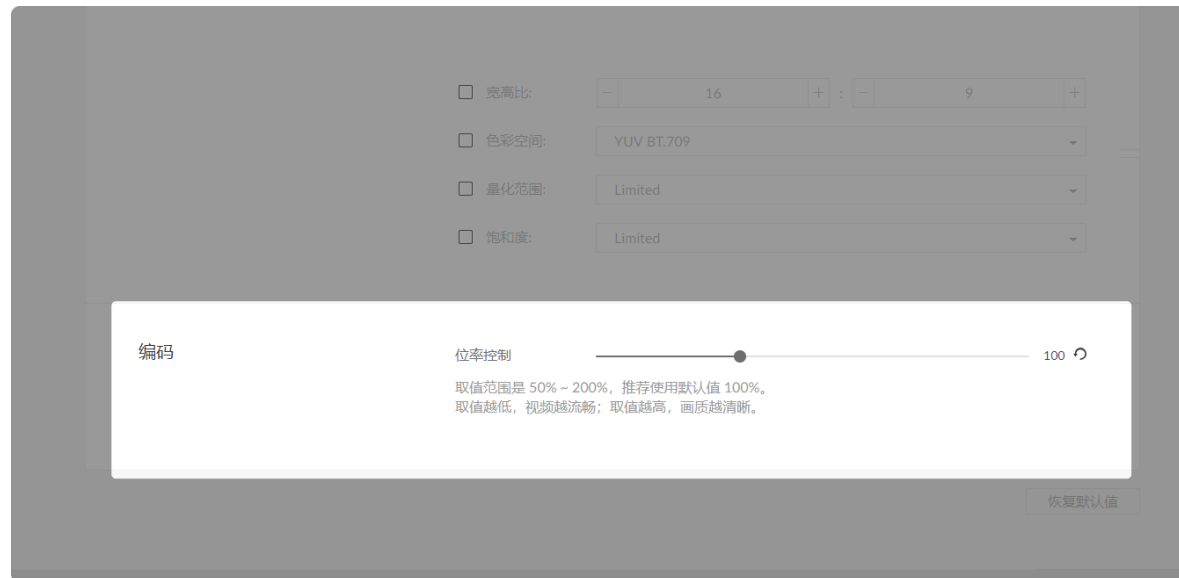 宽高比: − 16 + : − 9 +
色彩空间: YUV BT.709
量化范围: Limited
饱和度: Limited
编码
位率控制 100
取值范围是 50% ~ 200%，推荐使用默认值 100%。
取值越低，视频越流畅；取值越高，画质越清晰。
恢复默认值